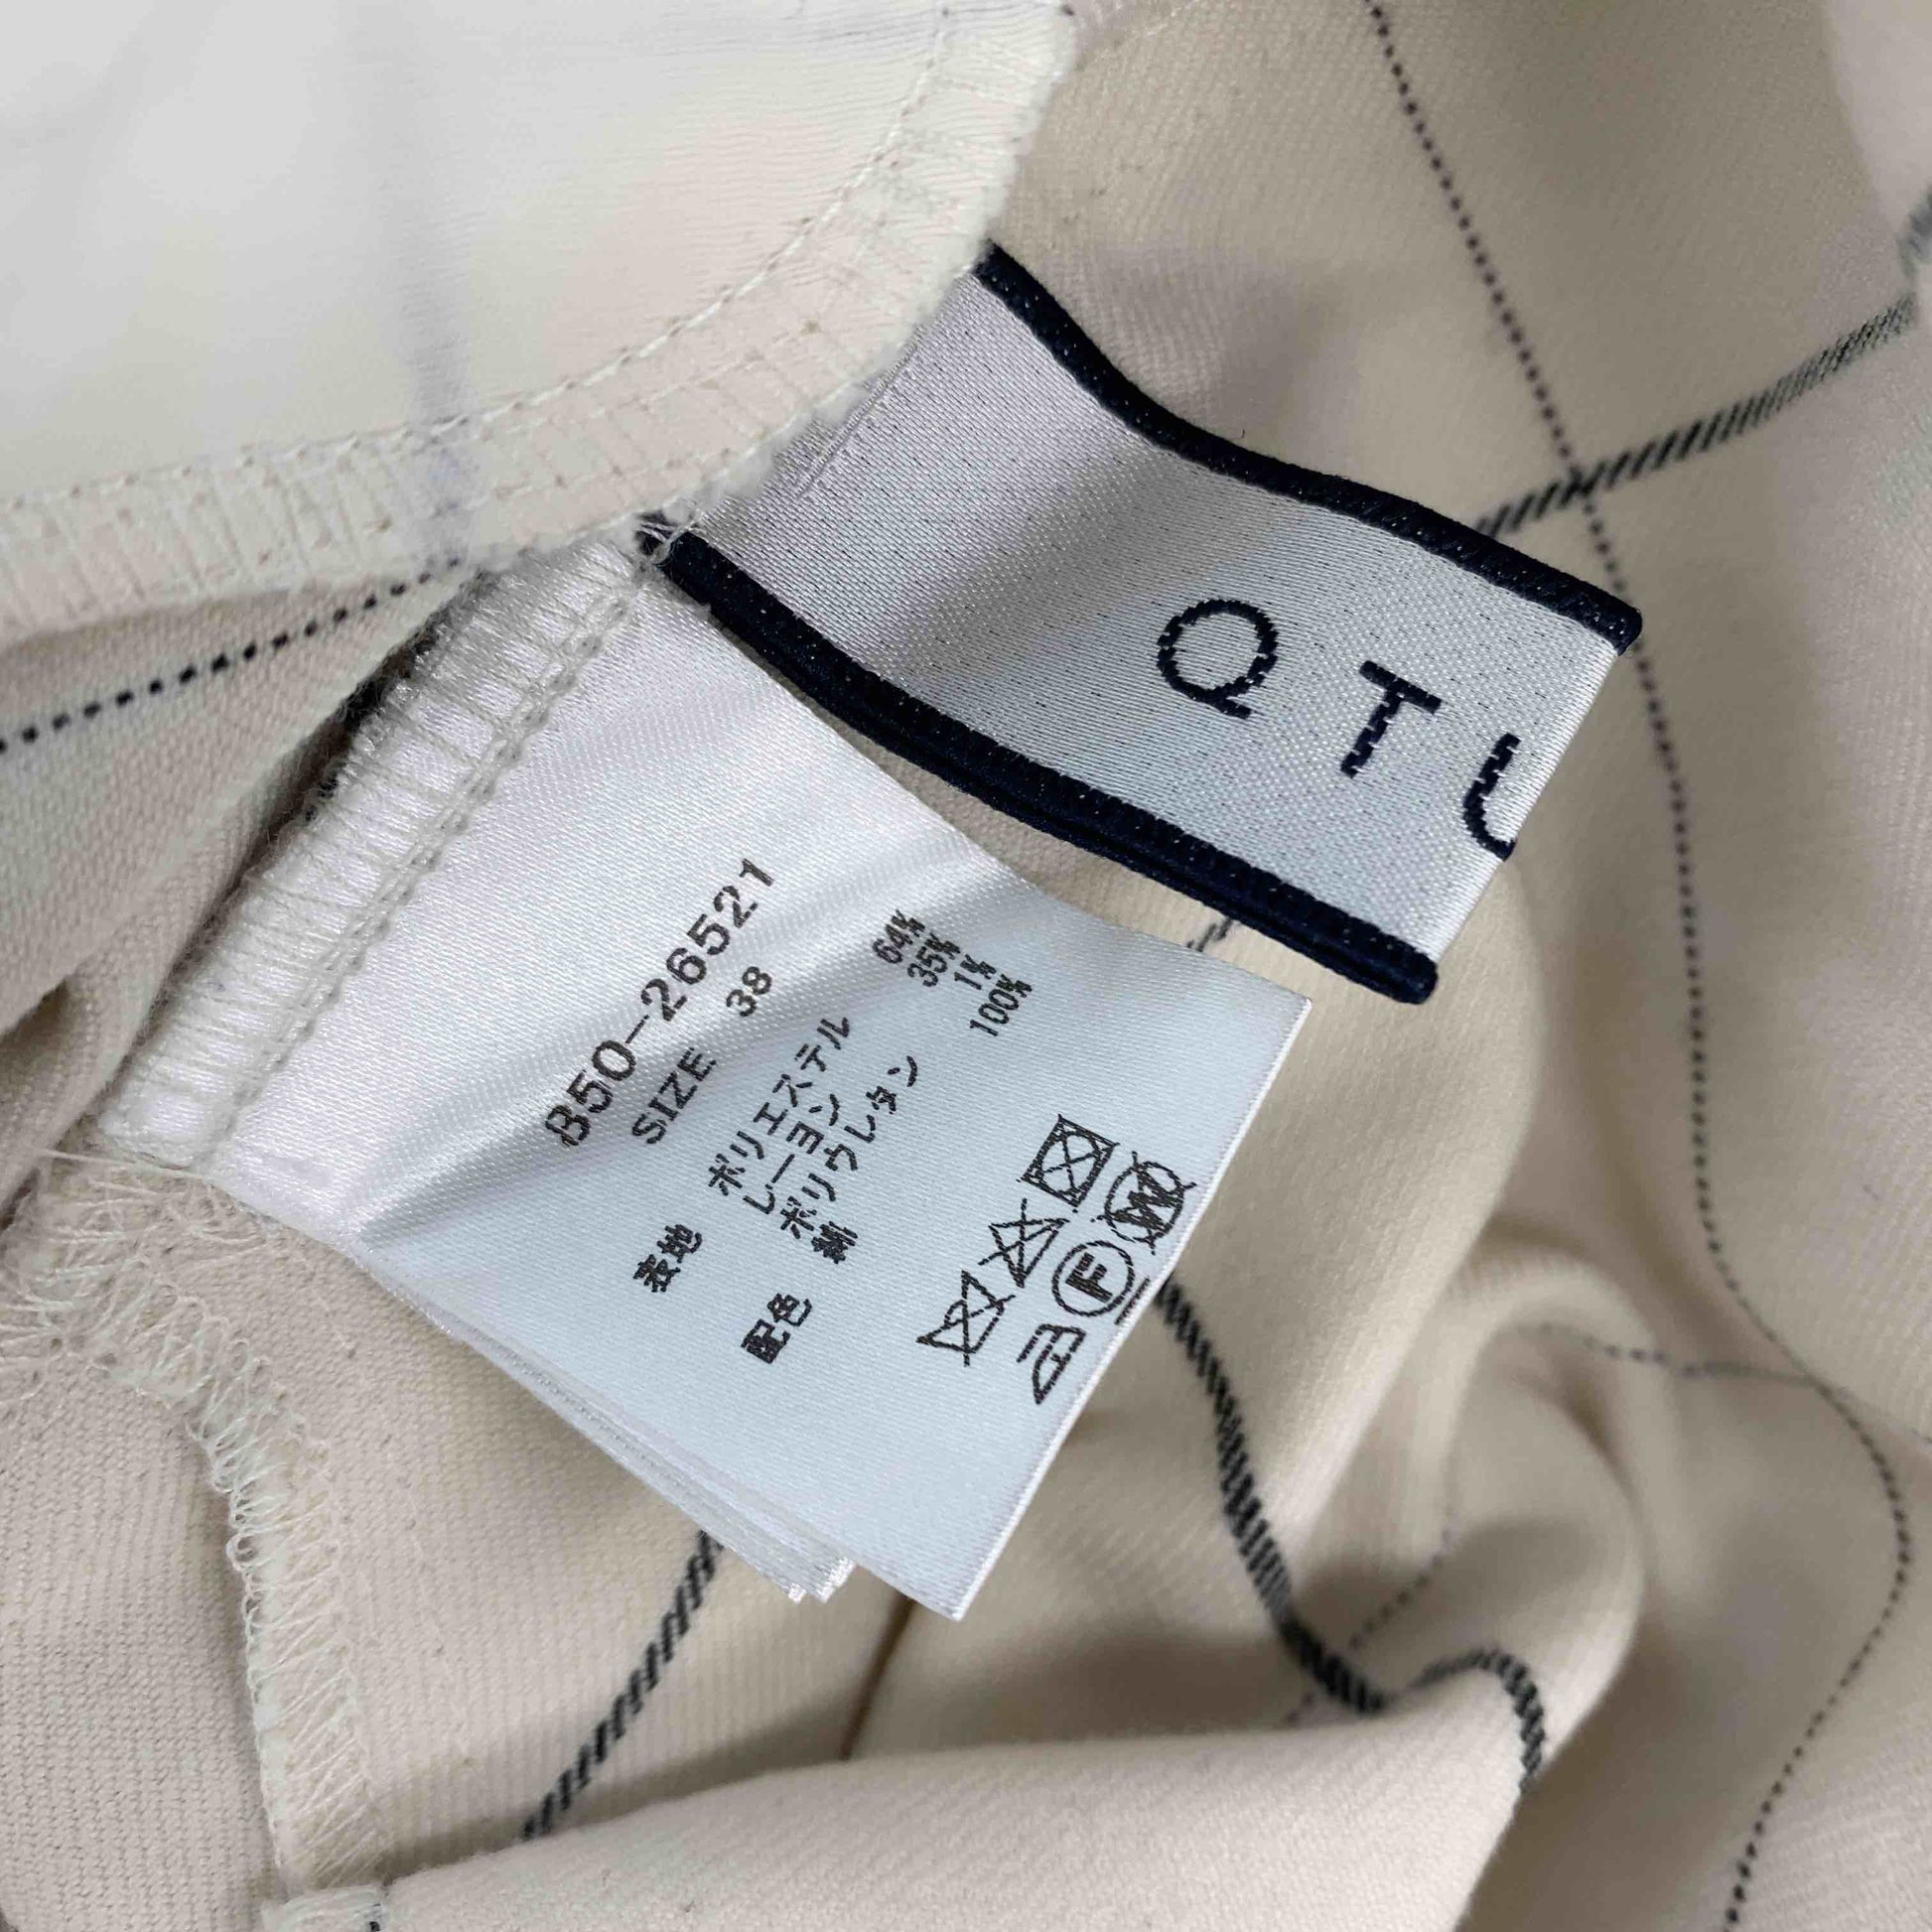 QTU
B50-26521
SIZE 38
表地 ポリエステル 64%
レーヨン 35%
ポリウレタン 1%
配色 綿 100%
W
F